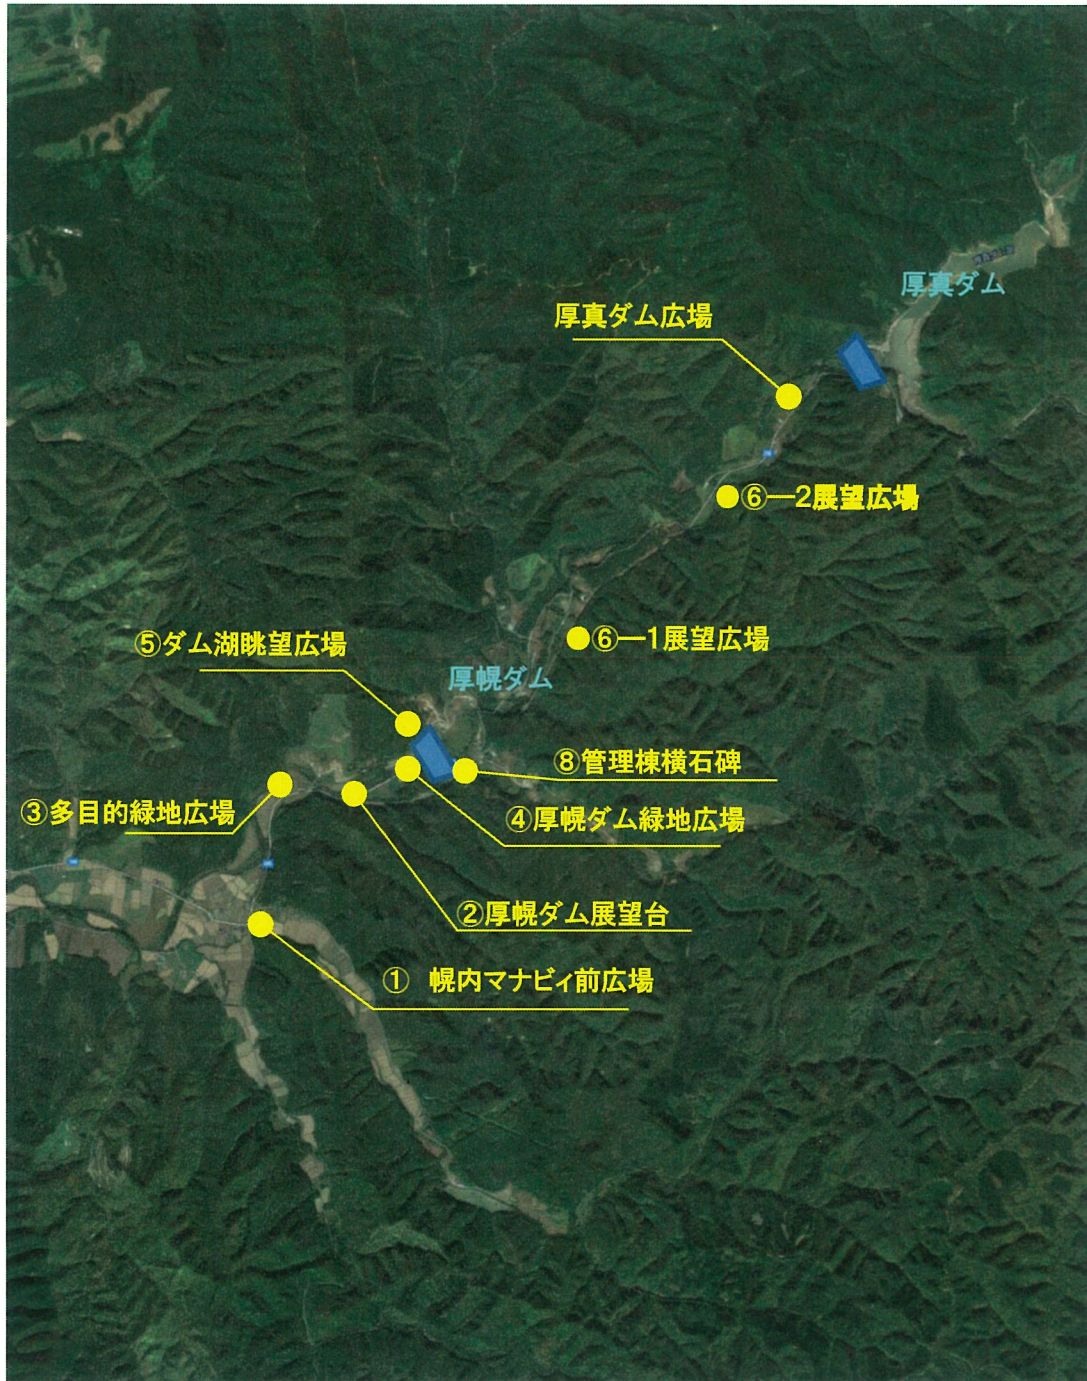 厚真ダム
厚真ダム広場
⑥―2展望広場
⑥―1展望広場
⑤ダム湖眺望広場
厚幌ダム
⑧管理棟横石碑
③多目的緑地広場
④厚幌ダム緑地広場
②厚幌ダム展望台
① 幌内マナビィ前広場